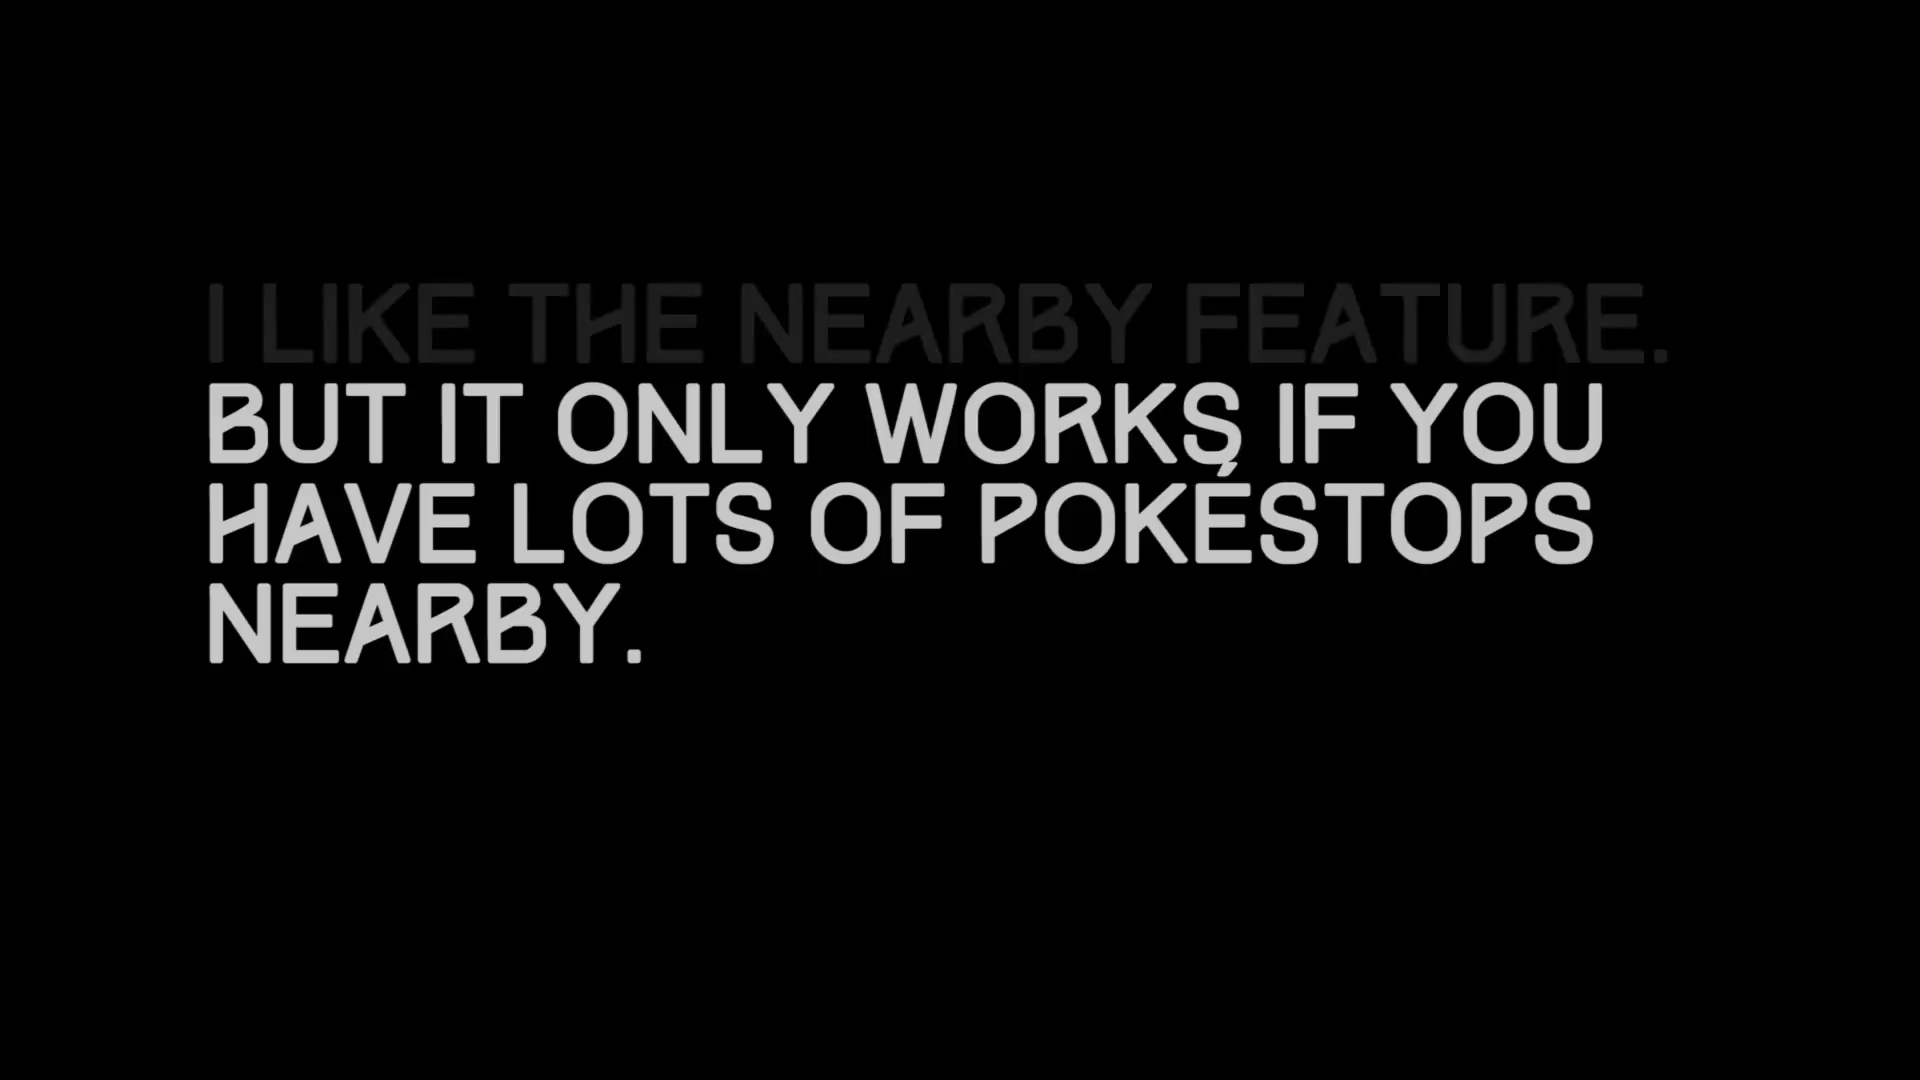 I LIKE THE NEARBY FEATURE.
BUT IT ONLY WORKS IF YOU
HAVE LOTS OF POKÉSTOPS
NEARBY.